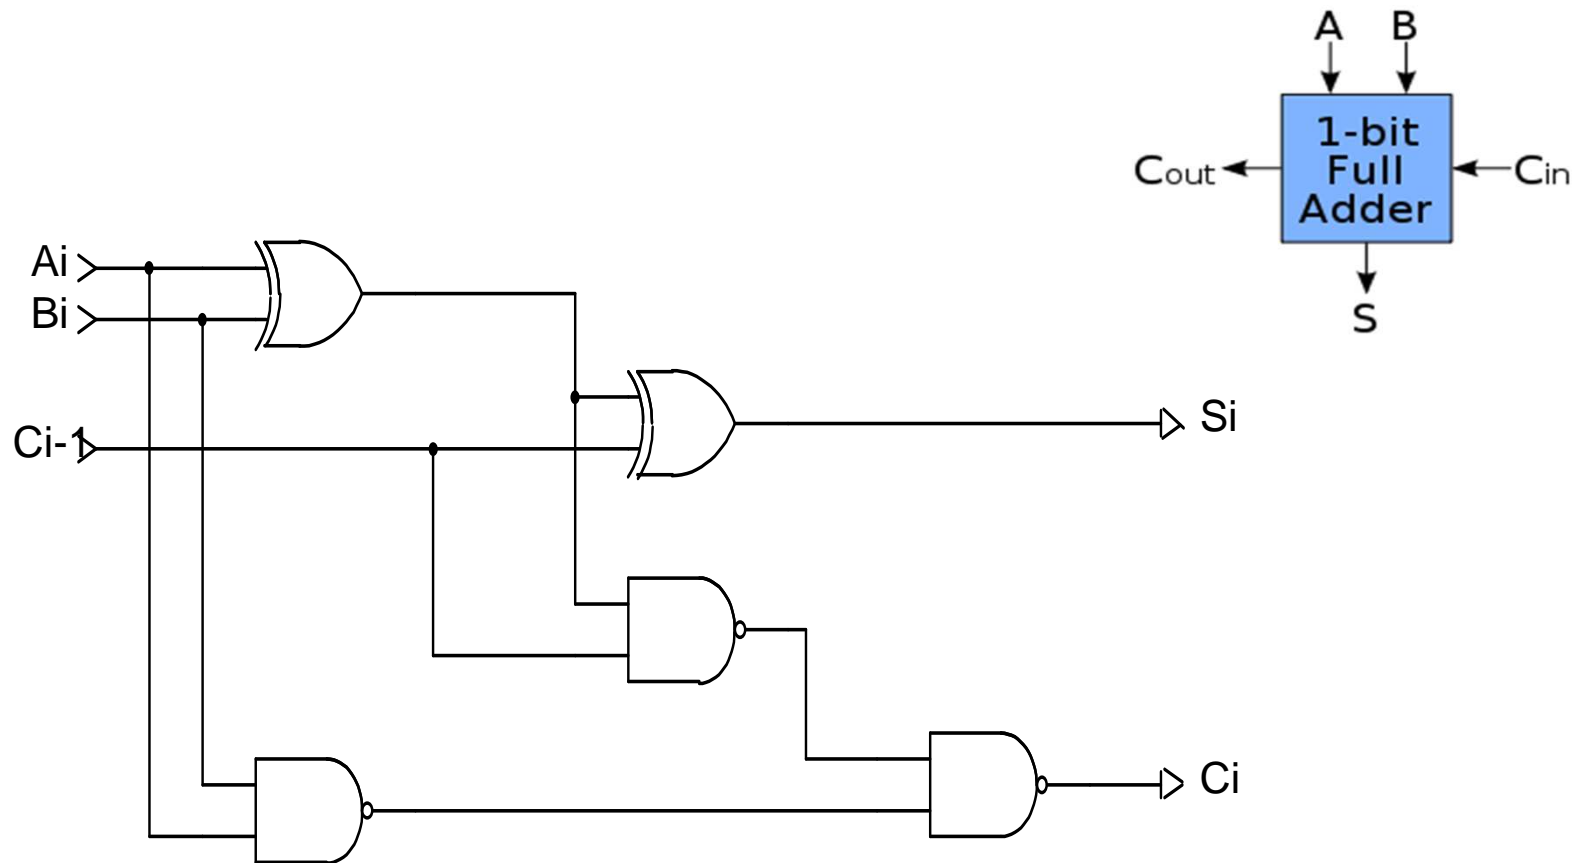 A B
1-bit
Full
Adder
Cout
Cin
S
Ai
Bi
Ci-1
Si
Ci